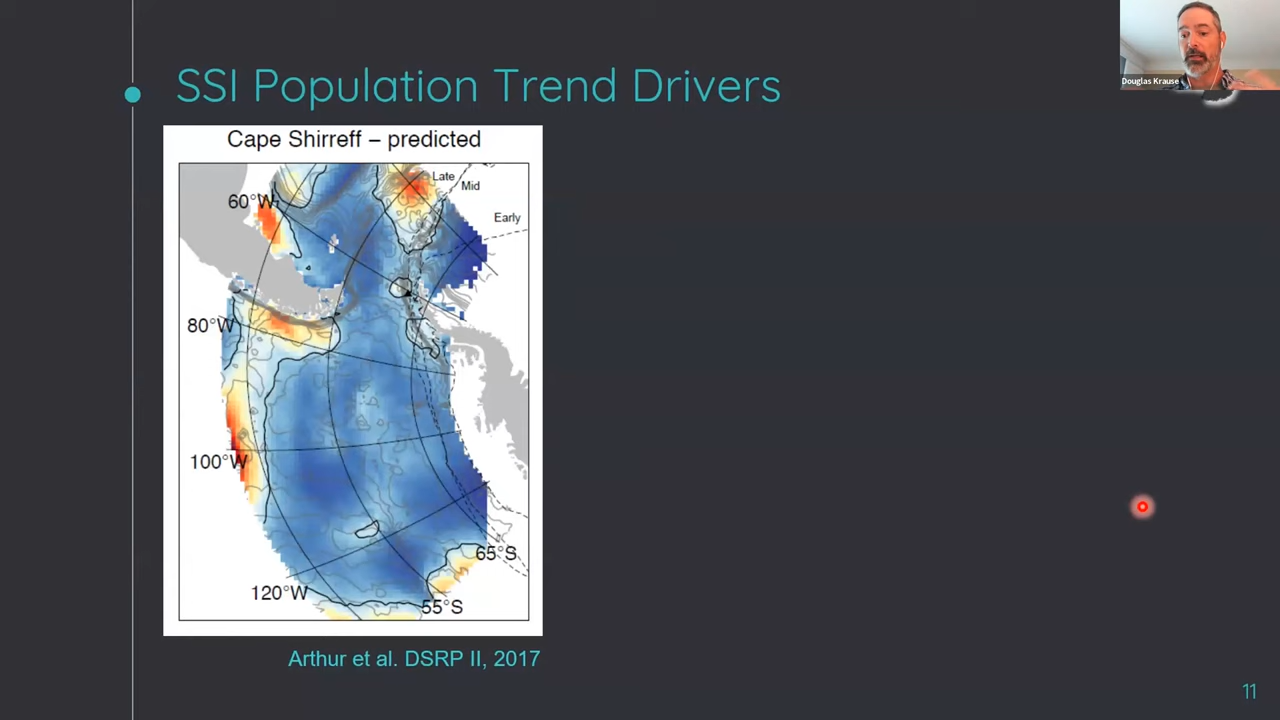 SSI Population Trend Drivers
Douglas Krause
Cape Shirreff – predicted
Late
Mid
60°W
Early
80°W
100°W
65°S
120°W
55°S
Arthur et al. DSRP II, 2017
11